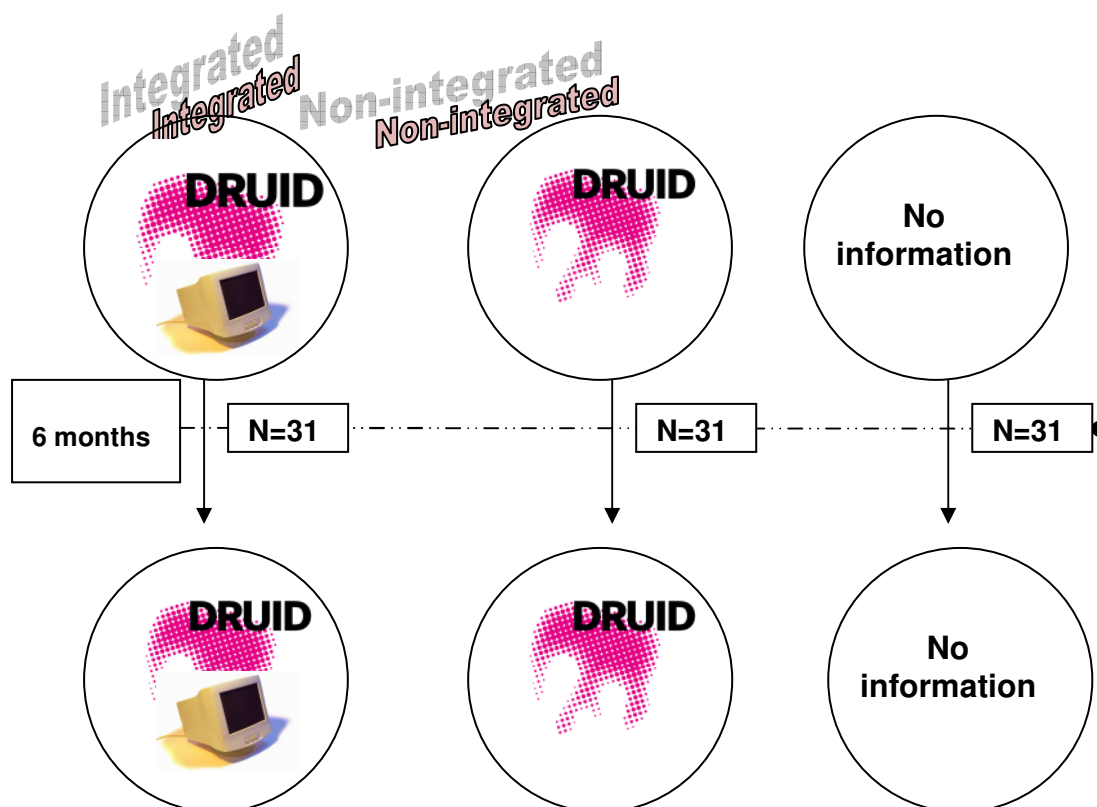 Integrated
Integrated
Non-integrated
Non-integrated
DRUID
DRUID
No
information
6 months
N=31
N=31
N=31
DRUID
DRUID
No
information